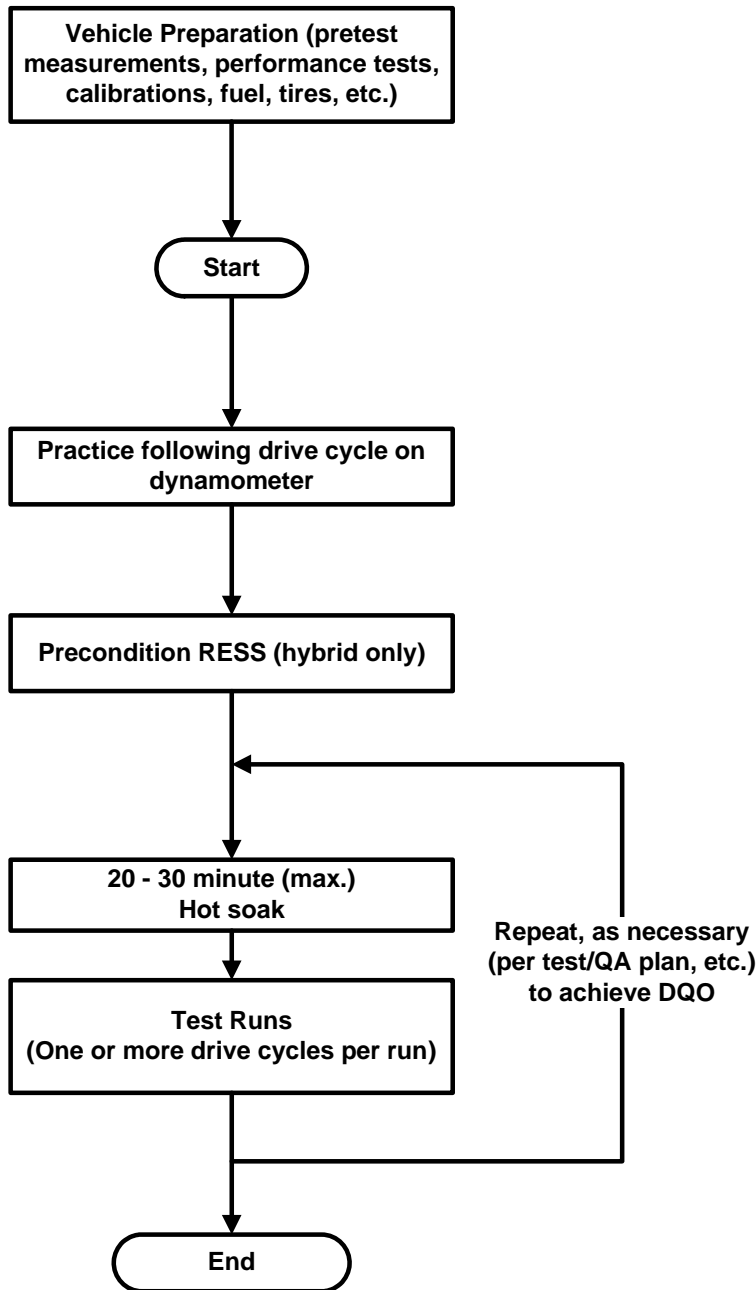 Vehicle Preparation (pretest
measurements, performance tests,
calibrations, fuel, tires, etc.)
Start
Practice following drive cycle on
dynamometer
Precondition RESS (hybrid only)
20 - 30 minute (max.)
Hot soak
Repeat, as necessary
(per test/QA plan, etc.)
to achieve DQO
Test Runs
(One or more drive cycles per run)
End